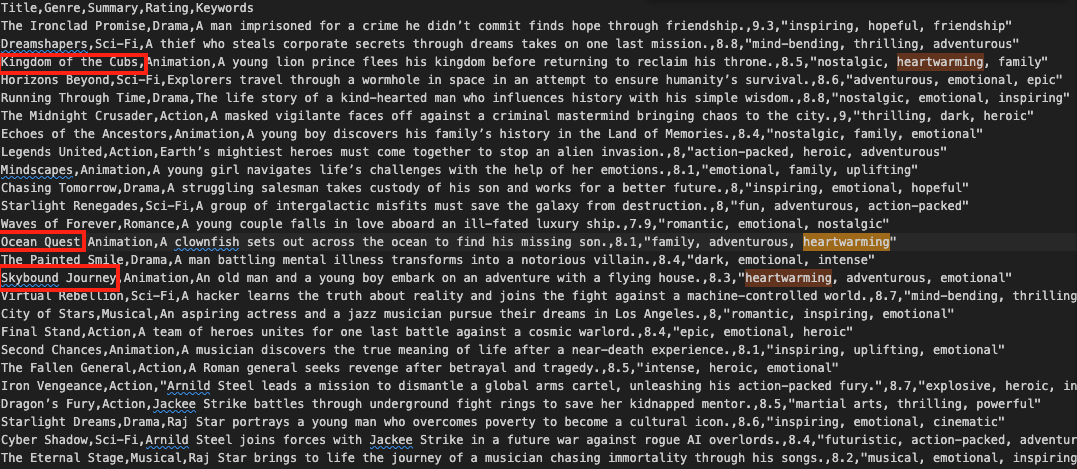 Title,Genre,Summary,Rating,Keywords
The Ironclad Promise,Drama,A man imprisoned for a crime he didn’t commit finds hope through friendship.,9.3,"inspiring, hopeful, friendship"
Dreamshapers,Sci-Fi,A thief who steals corporate secrets through dreams takes on one last mission.,8.8,"mind-bending, thrilling, adventurous"
Kingdom of the Cubs,Animation,A young lion prince flees his kingdom before returning to reclaim his throne.,8.5,"nostalgic, heartwarming, family"
Horizons Beyond,Sci-Fi,Explorers travel through a wormhole in space in an attempt to ensure humanity’s survival.,8.6,"adventurous, emotional, epic"
Running Through Time,Drama,The life story of a kind-hearted man who influences history with his simple wisdom.,8.8,"nostalgic, emotional, inspiring"
The Midnight Crusader,Action,A masked vigilante faces off against a criminal mastermind bringing chaos to the city.,9,"thrilling, dark, heroic"
Echoes of the Ancestors,Animation,A young boy discovers his family’s history in the Land of Memories.,8.4,"nostalgic, family, emotional"
Legends United,Action,Earth’s mightiest heroes must come together to stop an alien invasion.,8,"action-packed, heroic, adventurous"
Mindscapes,Animation,A young girl navigates life’s challenges with the help of her emotions.,8.1,"emotional, family, uplifting"
Chasing Tomorrow,Drama,A struggling salesman takes custody of his son and works for a better future.,8,"inspiring, emotional, hopeful"
Starlight Renegades,Sci-Fi,A group of intergalactic misfits must save the galaxy from destruction.,8,"fun, adventurous, action-packed"
Waves of Forever,Romance,A young couple falls in love aboard an ill-fated luxury ship.,7.9,"romantic, emotional, nostalgic"
Ocean Quest,Animation,A clownfish sets out across the ocean to find his missing son.,8.1,"family, adventurous, heartwarming"
The Painted Smile,Drama,A man battling mental illness transforms into a notorious villain.,8.4,"dark, emotional, intense"
Skybound Journey,Animation,An old man and a young boy embark on an adventure with a flying house.,8.3,"heartwarming, adventurous, emotional"
Virtual Rebellion,Sci-Fi,A hacker learns the truth about reality and joins the fight against a machine-controlled world.,8.7,"mind-bending, thrilling
City of Stars,Musical,An aspiring actress and a jazz musician pursue their dreams in Los Angeles.,8,"romantic, inspiring, emotional"
Final Stand,Action,A team of heroes unites for one last battle against a cosmic warlord.,8.4,"epic, emotional, heroic"
Second Chances,Animation,A musician discovers the true meaning of life after a near-death experience.,8.1,"inspiring, uplifting, emotional"
The Fallen General,Action,A Roman general seeks revenge after betrayal and tragedy.,8.5,"intense, heroic, emotional"
Iron Vengeance,Action,"Arnild Steel leads a mission to dismantle a global arms cartel, unleashing his action-packed fury.",8.7,"explosive, heroic, in
Dragon’s Fury,Action,Jackee Strike battles through underground fight rings to save her kidnapped mentor.,8.5,"martial arts, thrilling, powerful"
Starlight Dreams,Drama,Raj Star portrays a young man who overcomes poverty to become a cultural icon.,8.6,"inspiring, emotional, cinematic"
Cyber Shadow,Sci-Fi,Arnild Steel joins forces with Jackee Strike in a future war against rogue AI overlords.,8.4,"futuristic, action-packed, adventur
The Eternal Stage,Musical,Raj Star brings to life the journey of a musician chasing immortality through his songs.,8.2,"musical, emotional, inspiring